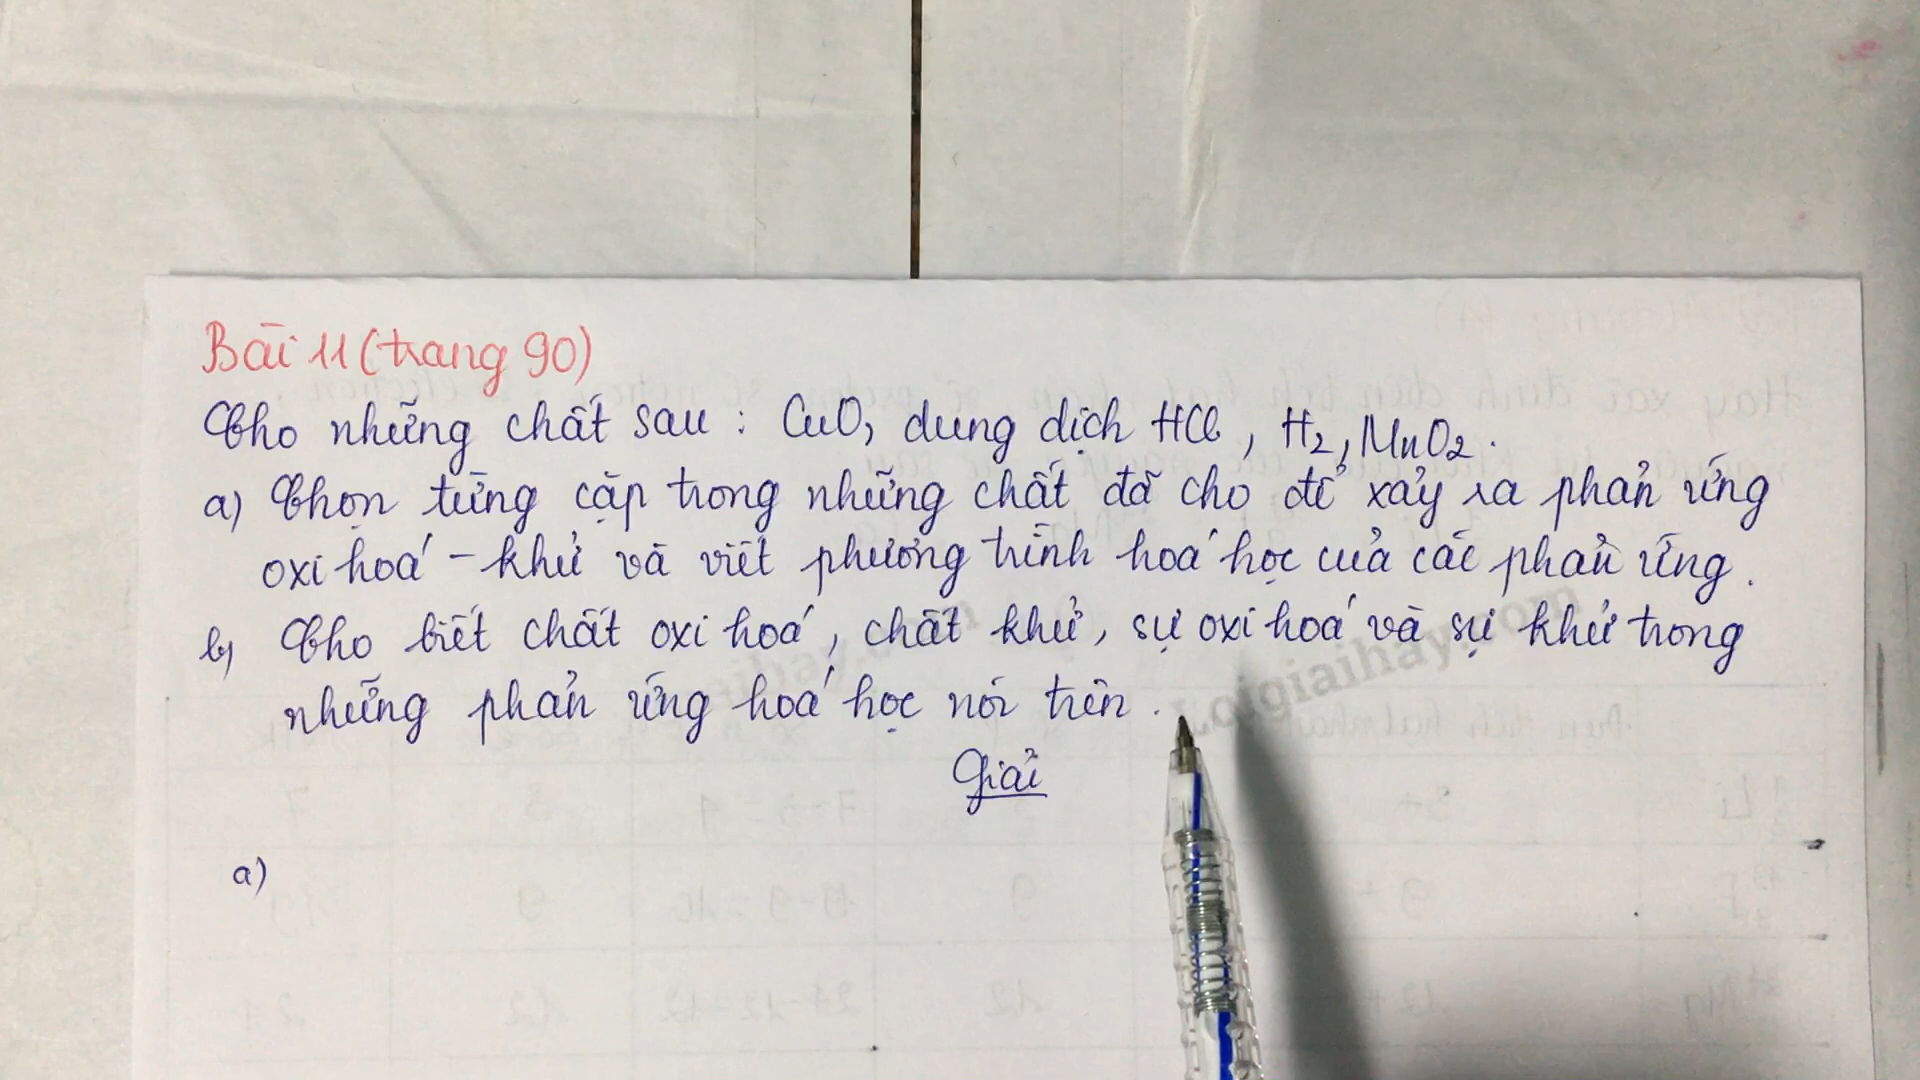 Bài 11 (trang 90)
Cho những chất sau : CuO, dung dịch HCl, H2, MnO2.
a) Chọn từng cặp trong những chất đã cho để xảy ra phản ứng
oxi hoá - khử và viết phương trình hoá học của các phản ứng.
b) Cho biết chất oxi hoá, chất khử, sự oxi hoá và sự khử trong
những phản ứng hoá học nói trên.
Loigiaihay.com
Giải
a)